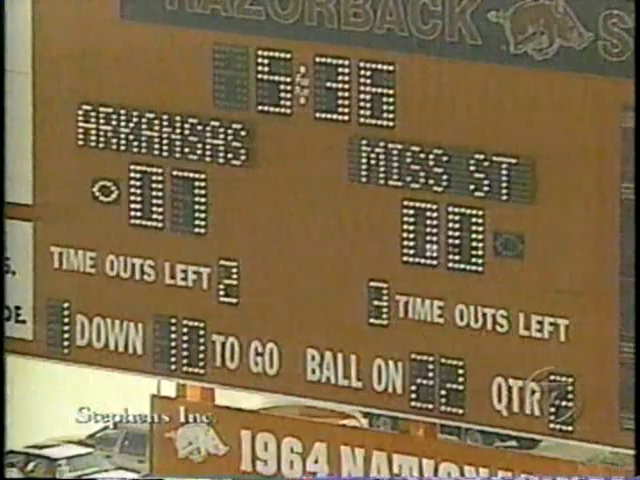 RAZORBACK S
5:36
ARKANSAS MISS ST
07 00
TIME OUTS LEFT 2 3 TIME OUTS LEFT
1 DOWN 10 TO GO BALL ON 22 QTR 2
Stephens Inc
1964 NATIONAL